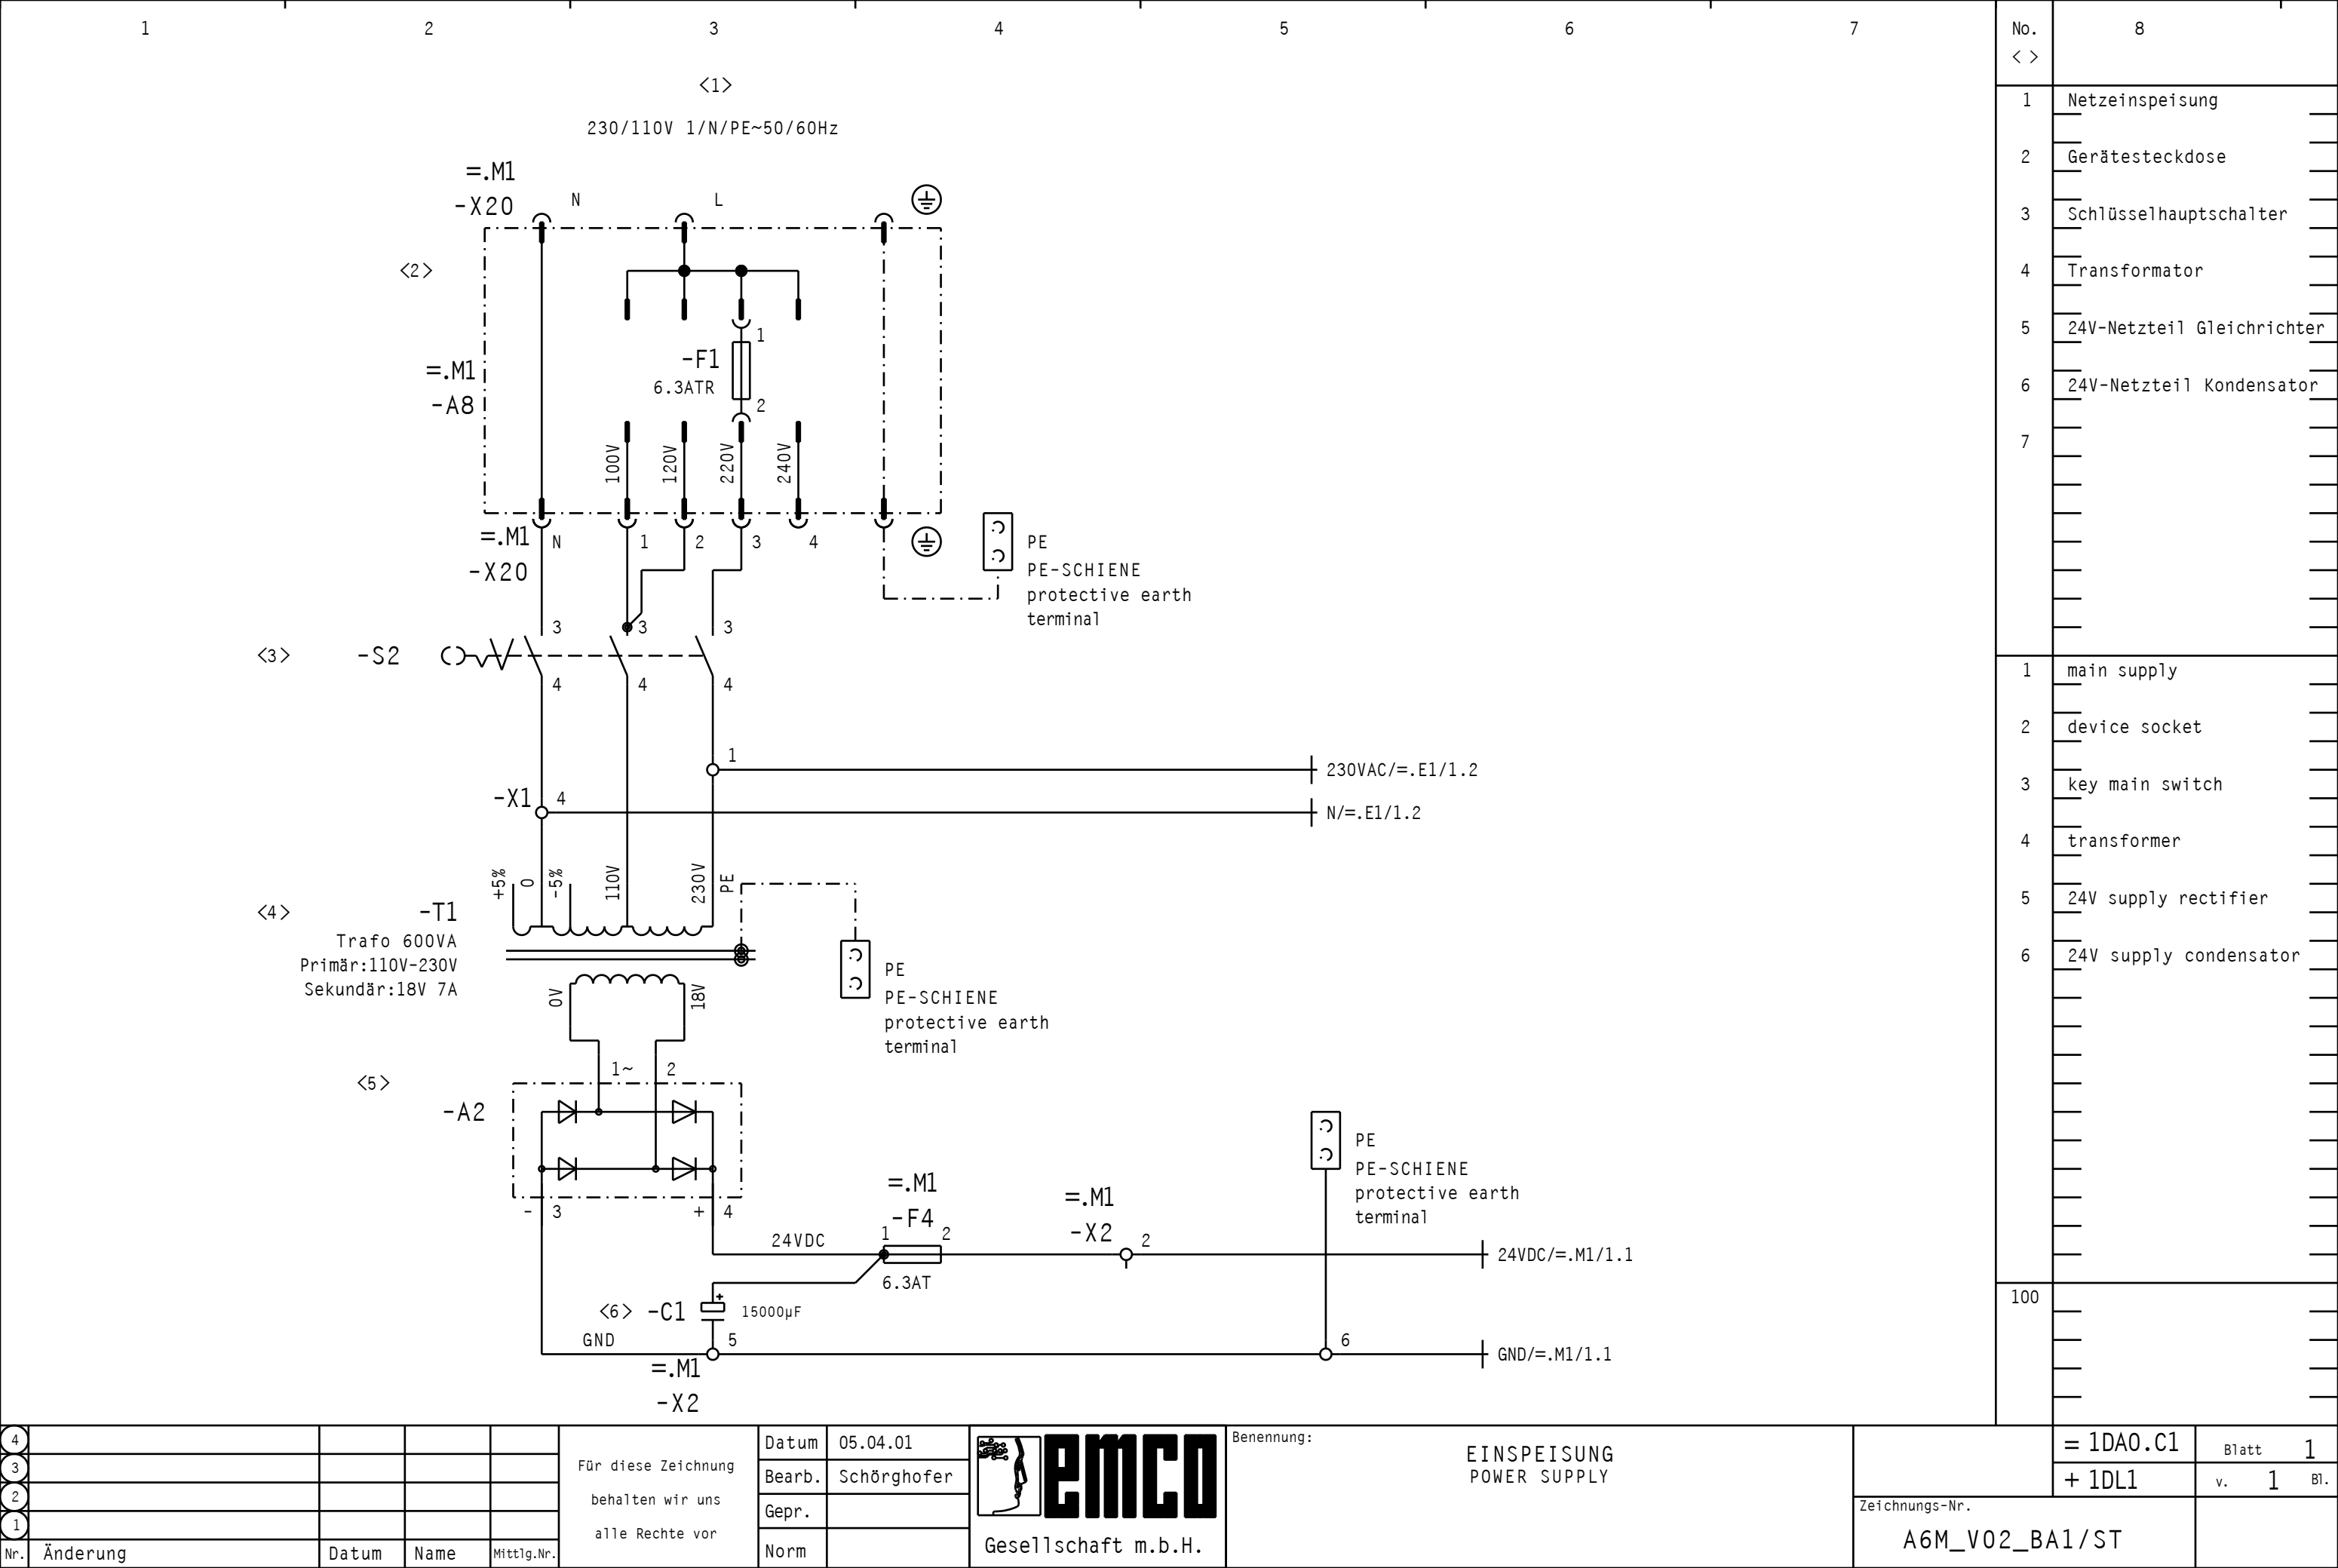 1 2 3 4 5 6 7 No. 8
< >
<1>
230/110V 1/N/PE~50/60Hz
=.M1
-X20
N
L
<2>
1
-F1
6.3ATR
2
=.M1
-A8
100V
120V
220V
240V
=.M1
-X20
N 1 2 3 4
PE
PE-SCHIENE
protective earth
terminal
3 3 3
<3> -S2
4 4 4
1
230VAC/=.E1/1.2
-X1 4
N/=.E1/1.2
+5%
0
-5%
110V
230V
PE
<4> -T1
Trafo 600VA
Primär:110V-230V
Sekundär:18V 7A
0V
18V
PE
PE-SCHIENE
protective earth
terminal
1~ 2
<5>
-A2
- 3 + 4
PE
PE-SCHIENE
protective earth
terminal
=.M1
-F4
1 2
6.3AT
=.M1
-X2
2
24VDC
24VDC/=.M1/1.1
<6> -C1 + 15000µF
GND
5
6
GND/=.M1/1.1
=.M1
-X2
1 Netzeinspeisung
2 Gerätesteckdose
3 Schlüsselhauptschalter
4 Transformator
5 24V-Netzteil Gleichrichter
6 24V-Netzteil Kondensator
7
1 main supply
2 device socket
3 key main switch
4 transformer
5 24V supply rectifier
6 24V supply condensator
100
4
3
2
1
Nr. Änderung Datum Name Mittlg.Nr.
Für diese Zeichnung
behalten wir uns
alle Rechte vor
Datum 05.04.01
Bearb. Schörghofer
Gepr.
Norm
emco
Gesellschaft m.b.H.
Benennung:
EINSPEISUNG
POWER SUPPLY
= 1DA0.C1
+ 1DL1
Blatt 1
v. 1 Bl.
Zeichnungs-Nr.
A6M_V02_BA1/ST